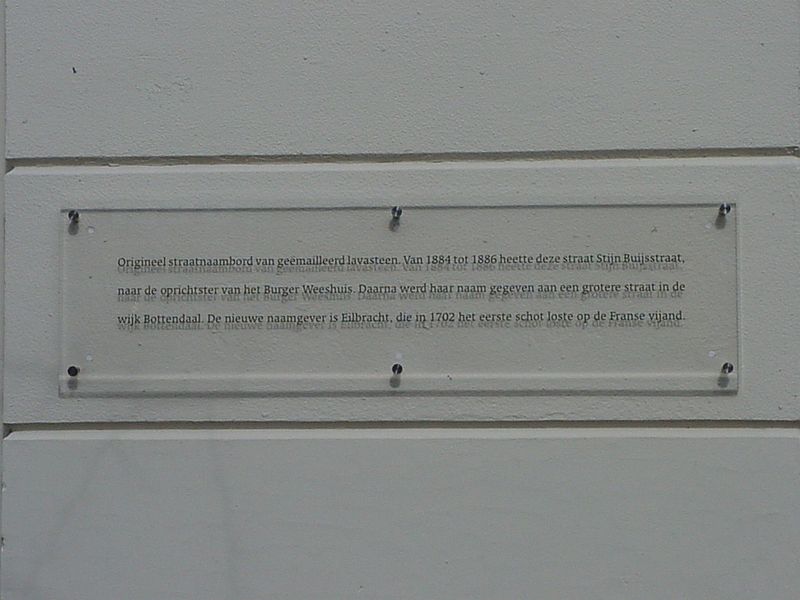 Origineel straatnaambord van geëmailleerd lavasteen. Van 1884 tot 1886 heette deze straat Stijn Buijsstraat,
naar de oprichtster van het Burger Weeshuis. Daarna werd haar naam gegeven aan een grotere straat in de
wijk Bottendaal. De nieuwe naamgever is Eilbracht, die in 1702 het eerste schot loste op de Franse vijand.